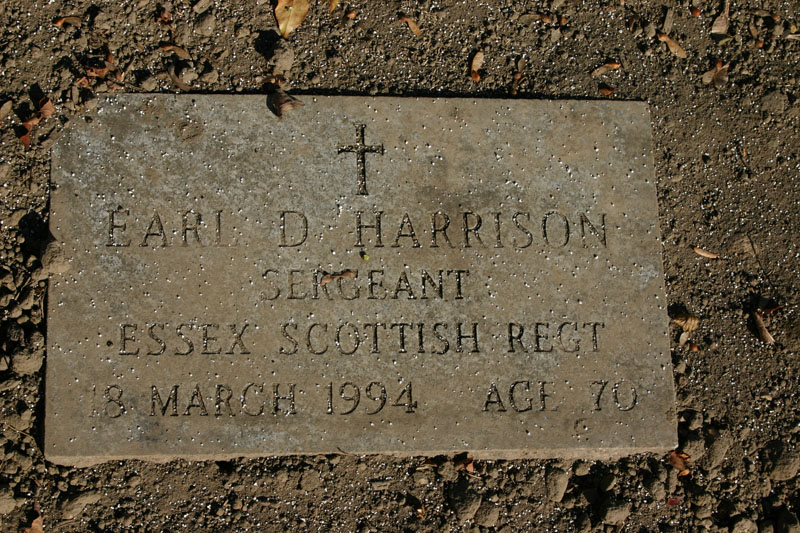 EARL D HARRISON
SERGEANT
ESSEX SCOTTISH REGT
18 MARCH 1994 AGE 70